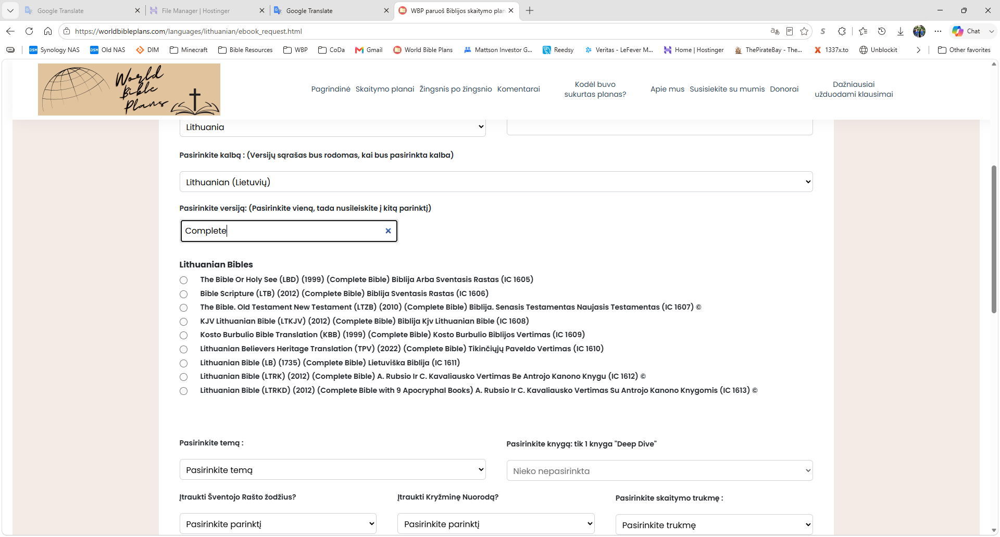 Google Translate
File Manager | Hostinger
Google Translate
WBP paruoš Biblijos skaitymo plan
https://worldbibleplans.com/languages/lithuanian/ebook_request.html
Chat
Synology NAS
Old NAS
DIM
Minecraft
Bible Resources
WBP
CoDa
Gmail
World Bible Plans
Mattson Investor G...
Reedsy
Veritas - LeFever M...
Home | Hostinger
ThePirateBay - The...
1337x.to
Unblockit
Other favorites
World
Bible
Plans
Pagrindinė
Skaitymo planai
Žingsnis po žingsnio
Komentarai
Kodėl buvo
sukurtas planas?
Apie mus
Susisiekite su mumis
Donorai
Dažniausiai
užduodami klausimai
Lithuania
Pasirinkite kalbą : (Versijų sąrašas bus rodomas, kai bus pasirinkta kalba)
Lithuanian (Lietuvių)
Pasirinkite versiją: (Pasirinkite vieną, tada nusileiskite į kitą parinktį)
Complete
Lithuanian Bibles
The Bible Or Holy See (LBD) (1999) (Complete Bible) Biblija Arba Sventasis Rastas (IC 1605)
Bible Scripture (LTB) (2012) (Complete Bible) Biblija Sventasis Rastas (IC 1606)
The Bible. Old Testament New Testament (LTZB) (2010) (Complete Bible) Biblija. Senasis Testamentas Naujasis Testamentas (IC 1607) ©
KJV Lithuanian Bible (LTKJV) (2012) (Complete Bible) Biblija Kjv Lithuanian Bible (IC 1608)
Kosto Burbulio Bible Translation (KBB) (1999) (Complete Bible) Kosto Burbulio Biblijos Vertimas (IC 1609)
Lithuanian Believers Heritage Translation (TPV) (2022) (Complete Bible) Tikinčiųjų Paveldo Vertimas (IC 1610)
Lithuanian Bible (LB) (1735) (Complete Bible) Lietuviška Biblija (IC 1611)
Lithuanian Bible (LTRK) (2012) (Complete Bible) A. Rubsio Ir C. Kavaliausko Vertimas Be Antrojo Kanono Knygu (IC 1612) ©
Lithuanian Bible (LTRKD) (2012) (Complete Bible with 9 Apocryphal Books) A. Rubsio Ir C. Kavaliausko Vertimas Su Antrojo Kanono Knygomis (IC 1613) ©
Pasirinkite temą :
Pasirinkite knygą: tik 1 knyga "Deep Dive"
Pasirinkite temą
Nieko nepasirinkta
Įtraukti Šventojo Rašto žodžius?
Įtraukti Kryžminę Nuorodą?
Pasirinkite skaitymo trukmę :
Pasirinkite parinktį
Pasirinkite parinktį
Pasirinkite trukmę